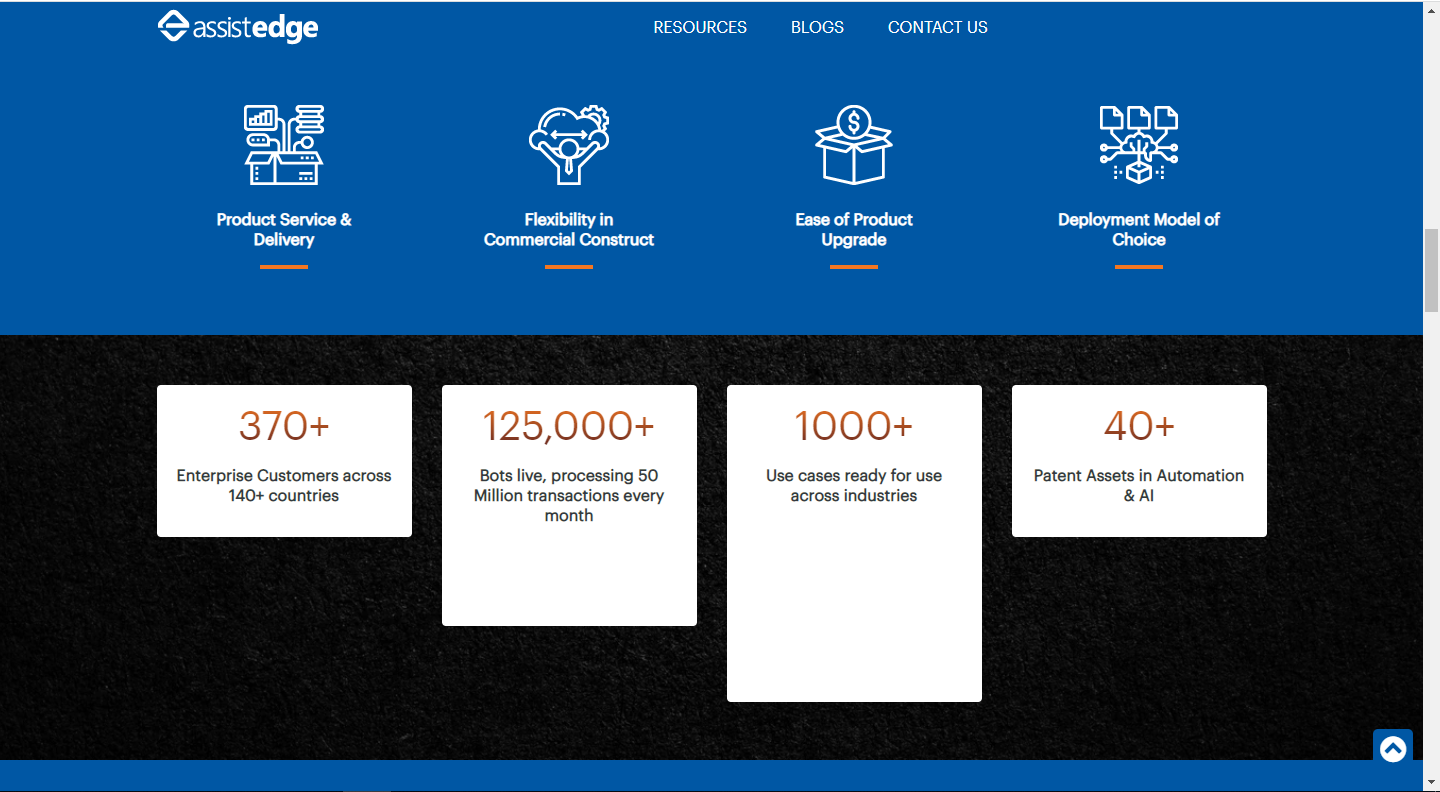 assistedge
RESOURCES BLOGS CONTACT US
Product Service &
Delivery
Flexibility in
Commercial Construct
Ease of Product
Upgrade
Deployment Model of
Choice
370+
Enterprise Customers across
140+ countries
125,000+
Bots live, processing 50
Million transactions every
month
1000+
Use cases ready for use
across industries
40+
Patent Assets in Automation
& AI